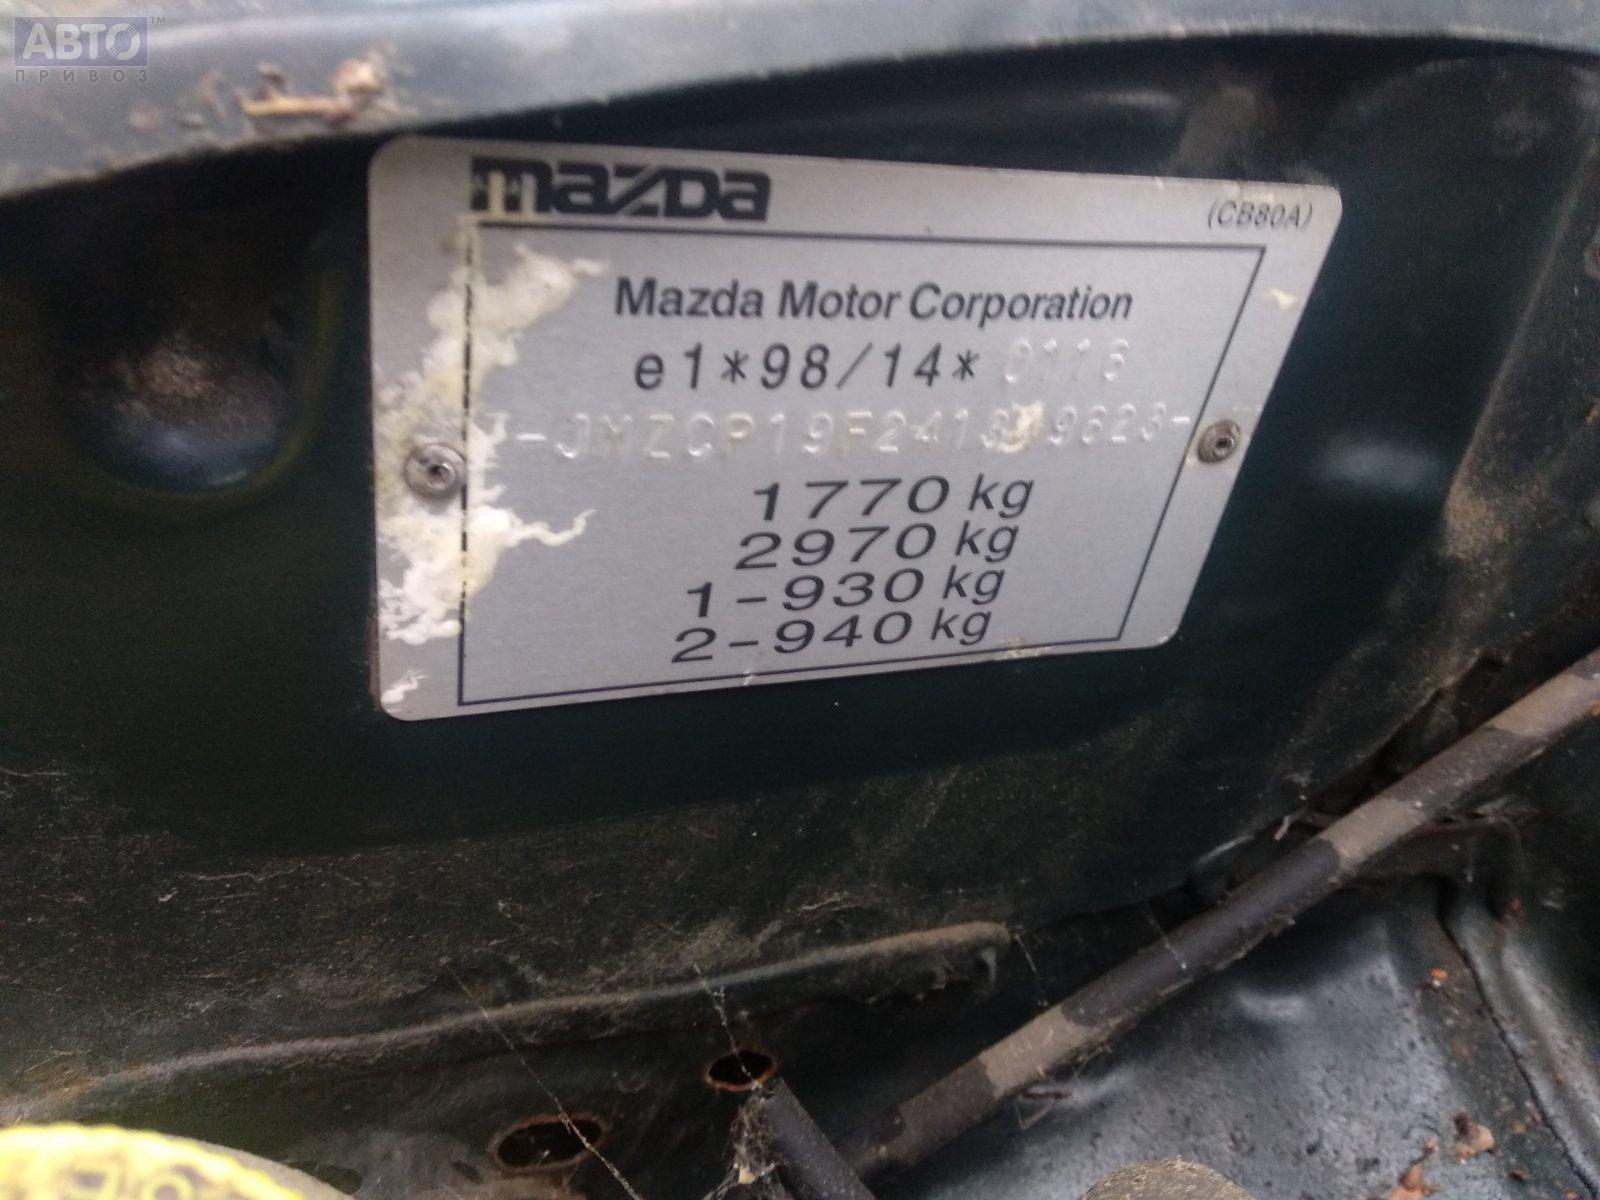 АВТО™
ПРИВОЗ
mazda
(CB80A)
Mazda Motor Corporation
e1*98/14*0116
1770 kg
2970 kg
1-930 kg
2-940 kg